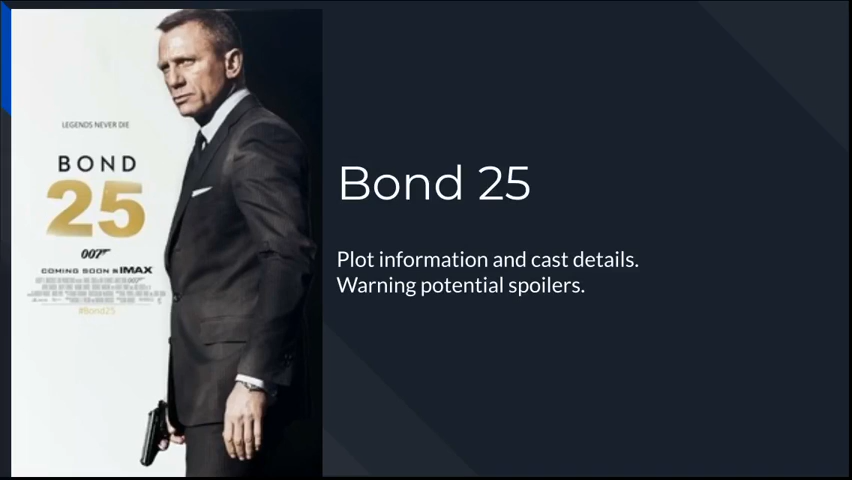 LEGENDS NEVER DIE
BOND
25
007
COMING SOON IMAX
#Bond25
Bond 25
Plot information and cast details.
Warning potential spoilers.